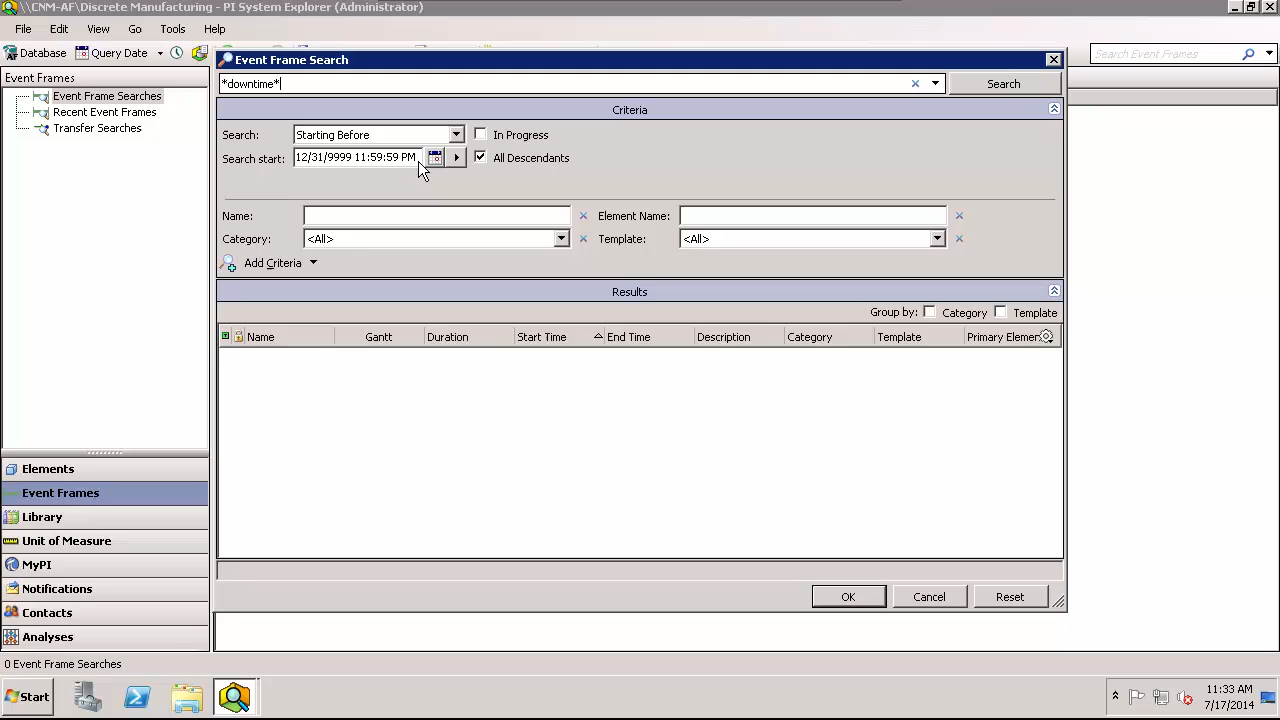 \\CNM-AF\Discrete Manufacturing - PI System Explorer (Administrator)
File Edit View Go Tools Help
Database Query Date
Search Event Frames
Event Frames
Event Frame Searches
Recent Event Frames
Transfer Searches
Event Frame Search
*downtime*
Search
Criteria
Search: Starting Before In Progress
Search start: 12/31/9999 11:59:59 PM All Descendants
Name: Element Name:
Category: <All> Template: <All>
Add Criteria
Results
Group by: Category Template
Name Gantt Duration Start Time End Time Description Category Template Primary Elemen
OK Cancel Reset
Elements
Event Frames
Library
Unit of Measure
MyPI
Notifications
Contacts
Analyses
0 Event Frame Searches
Start
11:33 AM
7/17/2014